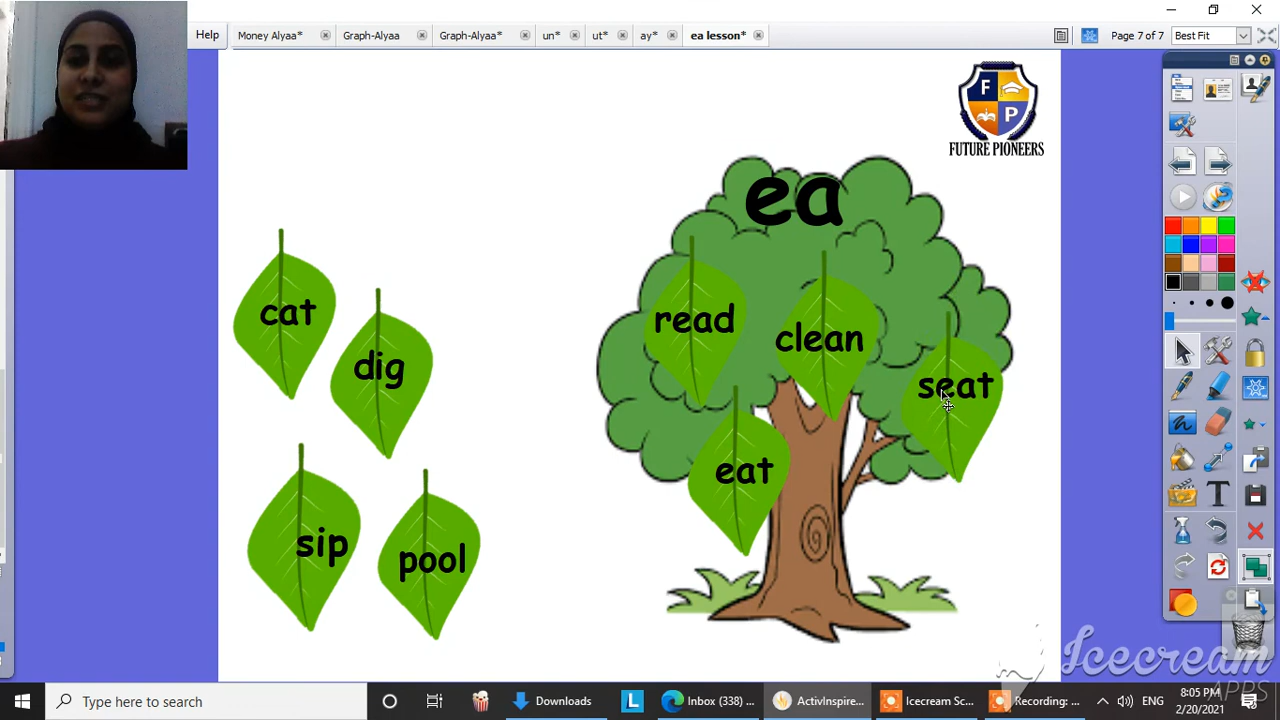 Help
Money Alyaa*
Graph-Alyaa
Graph-Alyaa*
un*
ut*
ay*
ea lesson*
Page 7 of 7
Best Fit
F
P
FUTURE PIONEERS
ea
cat
dig
read
clean
seat
eat
sip
pool
T
Icecream
APPS
Type here to search
Downloads
L
Inbox (338) ...
ActivInspire...
Icecream Sc...
Recording: ...
ENG
8:05 PM
2/20/2021